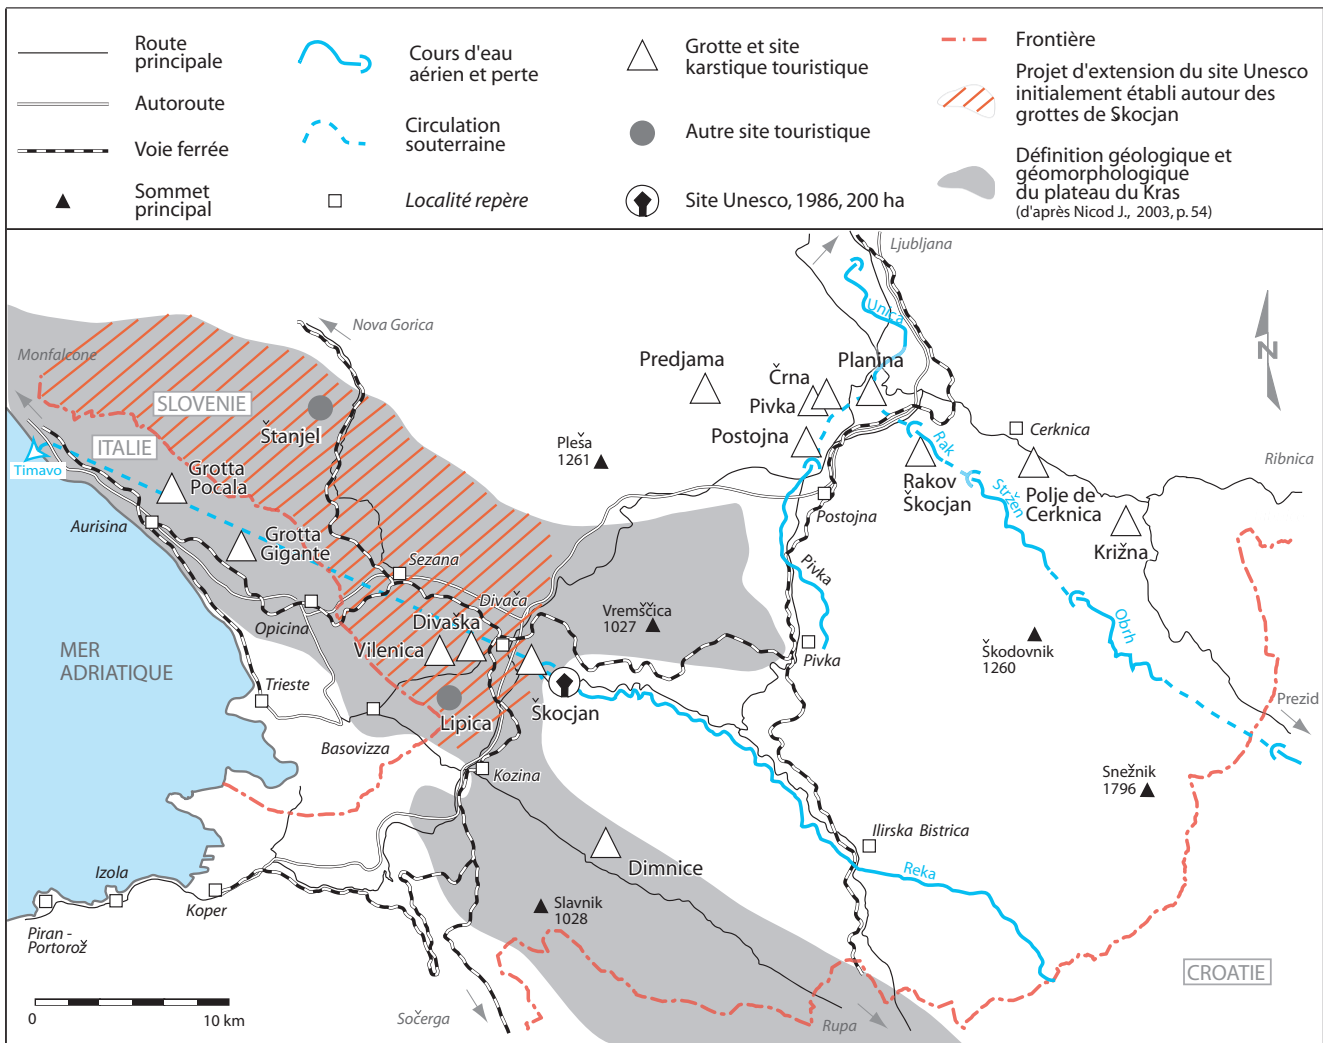 Route
principale
Autoroute
Voie ferrée
Sommet
principal
Cours d'eau
aérien et perte
Circulation
souterraine
Localité repère
Grotte et site
karstique touristique
Autre site touristique
Site Unesco, 1986, 200 ha
Frontière
Projet d'extension du site Unesco
initialement établi autour des
grottes de Skocjan
Définition géologique et
géomorphologique
du plateau du Kras
(d'après Nicod J., 2003, p. 54)
Ljubljana
Unica
Nova Gorica
Monfalcone
Predjama
Planina
Črna
Pivka
SLOVENIE
Štanjel
Postojna
Rak
Cerknica
Ribnica
ITALIE
Timavo
Pleša
1261
Grotta
Pocala
Rakov
Škocjan
Stržen
Polje de
Cerknica
Postojna
Aurisina
Grotta
Gigante
Križna
Sezana
Pivka
Divača
Vremščica
1027
Opicina
Divaška
Vilenica
Obrh
Škodovnik
1260
Pivka
MER
ADRIATIQUE
Trieste
Lipica
Škocjan
Prezid
Basovizza
Kozina
Snežnik
1796
Ilirska Bistrica
Reka
Dimnice
Izola
Koper
Slavnik
1028
Piran -
Portorož
CROATIE
0
10 km
Sočerga
Rupa
N